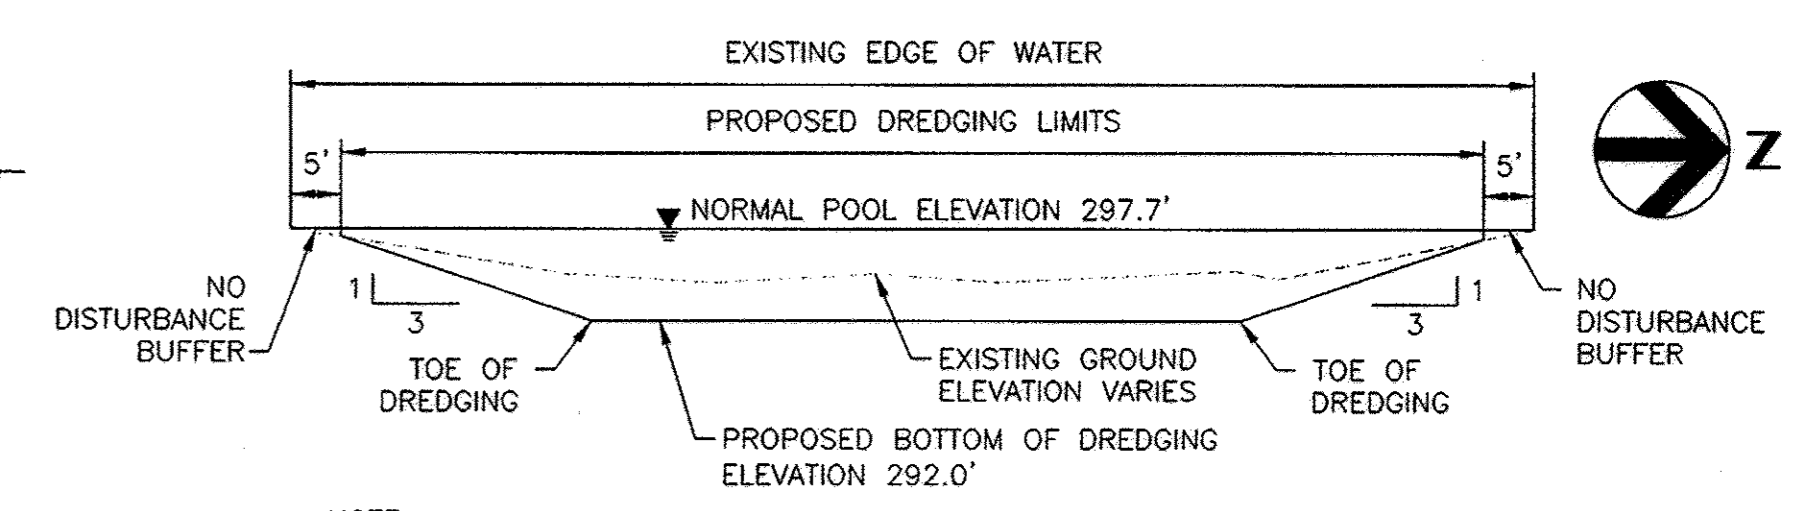 EXISTING EDGE OF WATER
PROPOSED DREDGING LIMITS
5'
5'
NORMAL POOL ELEVATION 297.7'
NO
DISTURBANCE
BUFFER
1
3
TOE OF
DREDGING
EXISTING GROUND
ELEVATION VARIES
PROPOSED BOTTOM OF DREDGING
ELEVATION 292.0'
TOE OF
DREDGING
1
3
NO
DISTURBANCE
BUFFER
N